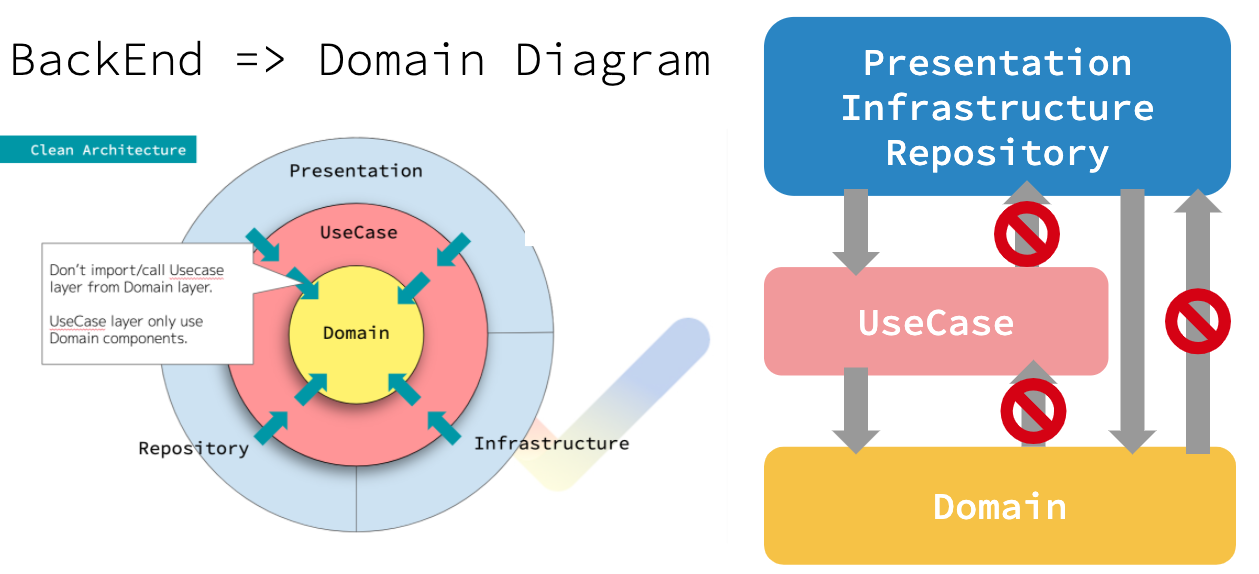 BackEnd => Domain Diagram
Clean Architecture
Presentation
UseCase
Don't import/call Usecase
layer from Domain layer.
UseCase layer only use
Domain components.
Domain
Repository
Infrastructure
Presentation
Infrastructure
Repository
UseCase
Domain